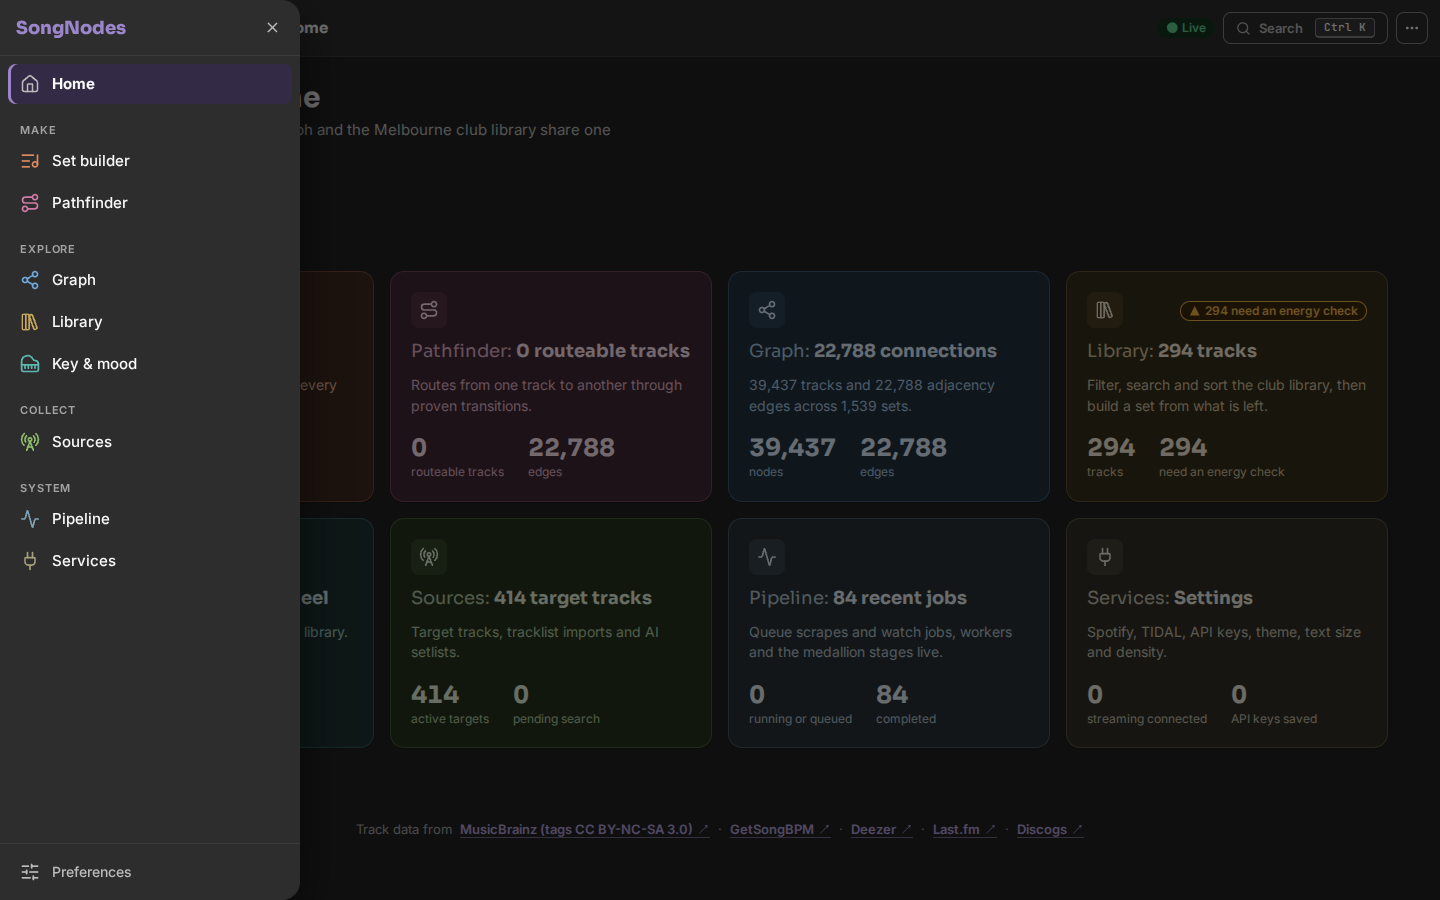 SongNodes
Home
MAKE
Set builder
Pathfinder
EXPLORE
Graph
Library
Key & mood
COLLECT
Sources
SYSTEM
Pipeline
Services
Preferences
ome
Live
Search
Ctrl K
e
ph and the Melbourne club library share one
every
Pathfinder: 0 routeable tracks
Routes from one track to another through
proven transitions.
0 22,788
routeable tracks edges
Graph: 22,788 connections
39,437 tracks and 22,788 adjacency
edges across 1,539 sets.
39,437 22,788
nodes edges
294 need an energy check
Library: 294 tracks
Filter, search and sort the club library, then
build a set from what is left.
294 294
tracks need an energy check
eel
library.
Sources: 414 target tracks
Target tracks, tracklist imports and AI
setlists.
414 0
active targets pending search
Pipeline: 84 recent jobs
Queue scrapes and watch jobs, workers
and the medallion stages live.
0 84
running or queued completed
Services: Settings
Spotify, TIDAL, API keys, theme, text size
and density.
0 0
streaming connected API keys saved
Track data from MusicBrainz (tags CC BY-NC-SA 3.0) ↗ · GetSongBPM ↗ · Deezer ↗ · Last.fm ↗ · Discogs ↗